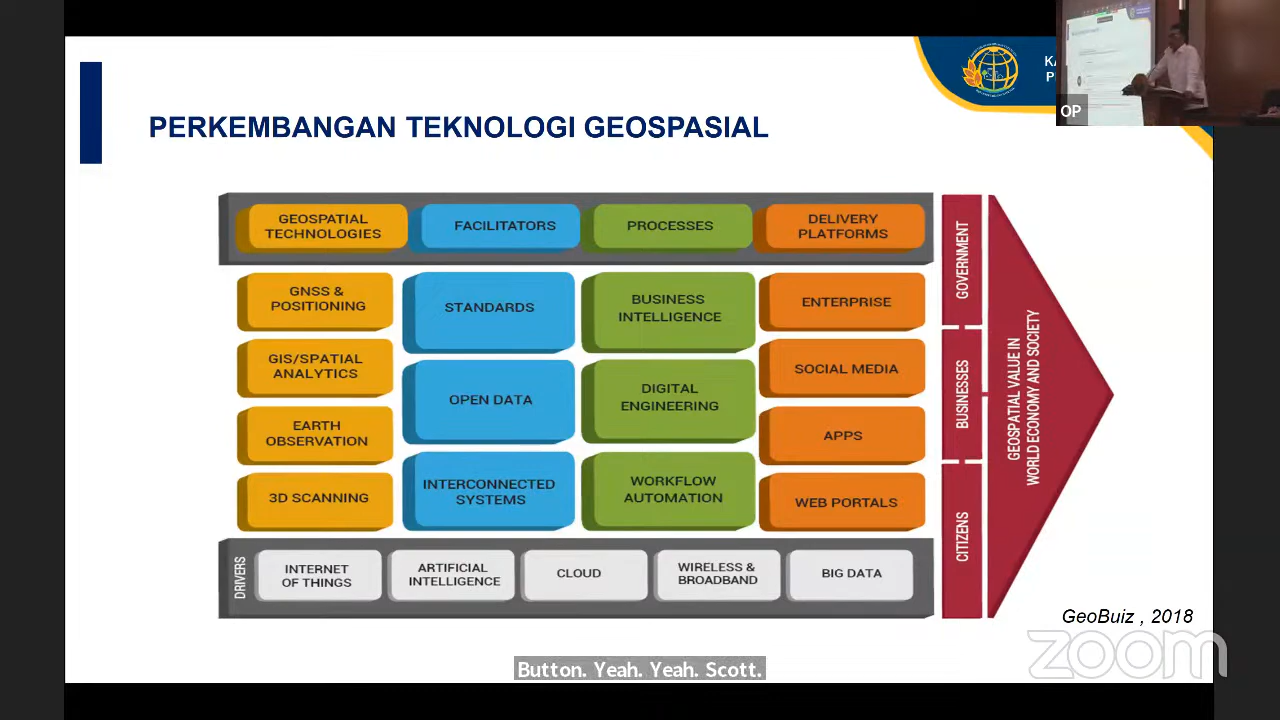 KA
P
OP
PERKEMBANGAN TEKNOLOGI GEOSPASIAL
GEOSPATIAL
TECHNOLOGIES
FACILITATORS
PROCESSES
DELIVERY
PLATFORMS
GNSS &
POSITIONING
GIS/SPATIAL
ANALYTICS
EARTH
OBSERVATION
3D SCANNING
STANDARDS
OPEN DATA
INTERCONNECTED
SYSTEMS
BUSINESS
INTELLIGENCE
DIGITAL
ENGINEERING
WORKFLOW
AUTOMATION
ENTERPRISE
SOCIAL MEDIA
APPS
WEB PORTALS
GOVERNMENT
BUSINESSES
CITIZENS
GEOSPATIAL VALUE IN
WORLD ECONOMY AND SOCIETY
DRIVERS
INTERNET
OF THINGS
ARTIFICIAL
INTELLIGENCE
CLOUD
WIRELESS &
BROADBAND
BIG DATA
GeoBuiz , 2018
zoom
Button. Yeah. Yeah. Scott.